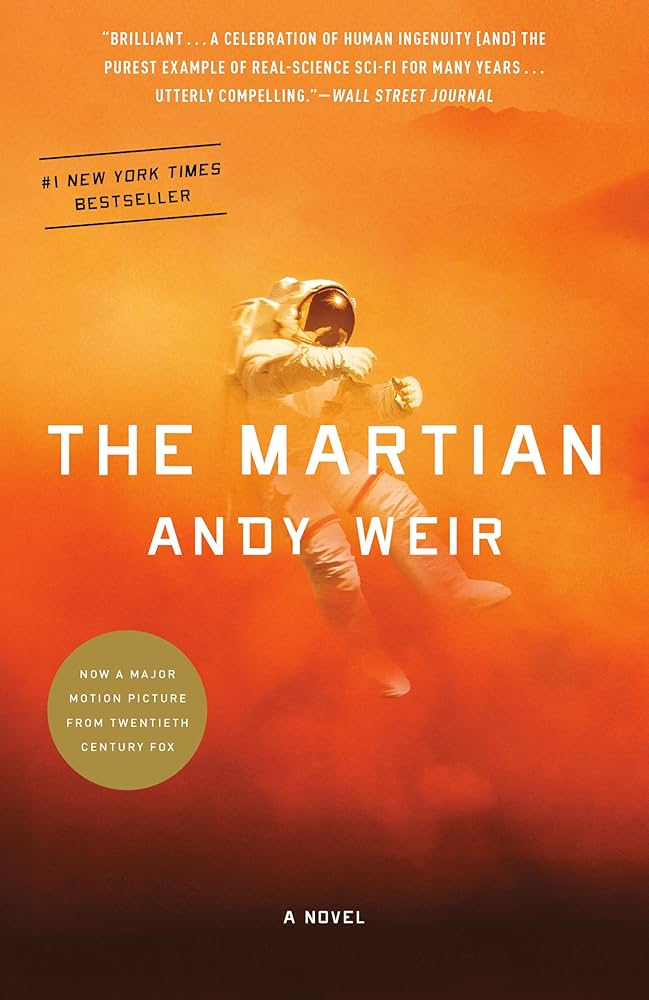 “BRILLIANT . . . A CELEBRATION OF HUMAN INGENUITY [AND] THE
PUREST EXAMPLE OF REAL-SCIENCE SCI-FI FOR MANY YEARS . . .
UTTERLY COMPELLING.”—WALL STREET JOURNAL
#1 NEW YORK TIMES
BESTSELLER
THE MARTIAN
ANDY WEIR
NOW A MAJOR
MOTION PICTURE
FROM TWENTIETH
CENTURY FOX
A NOVEL